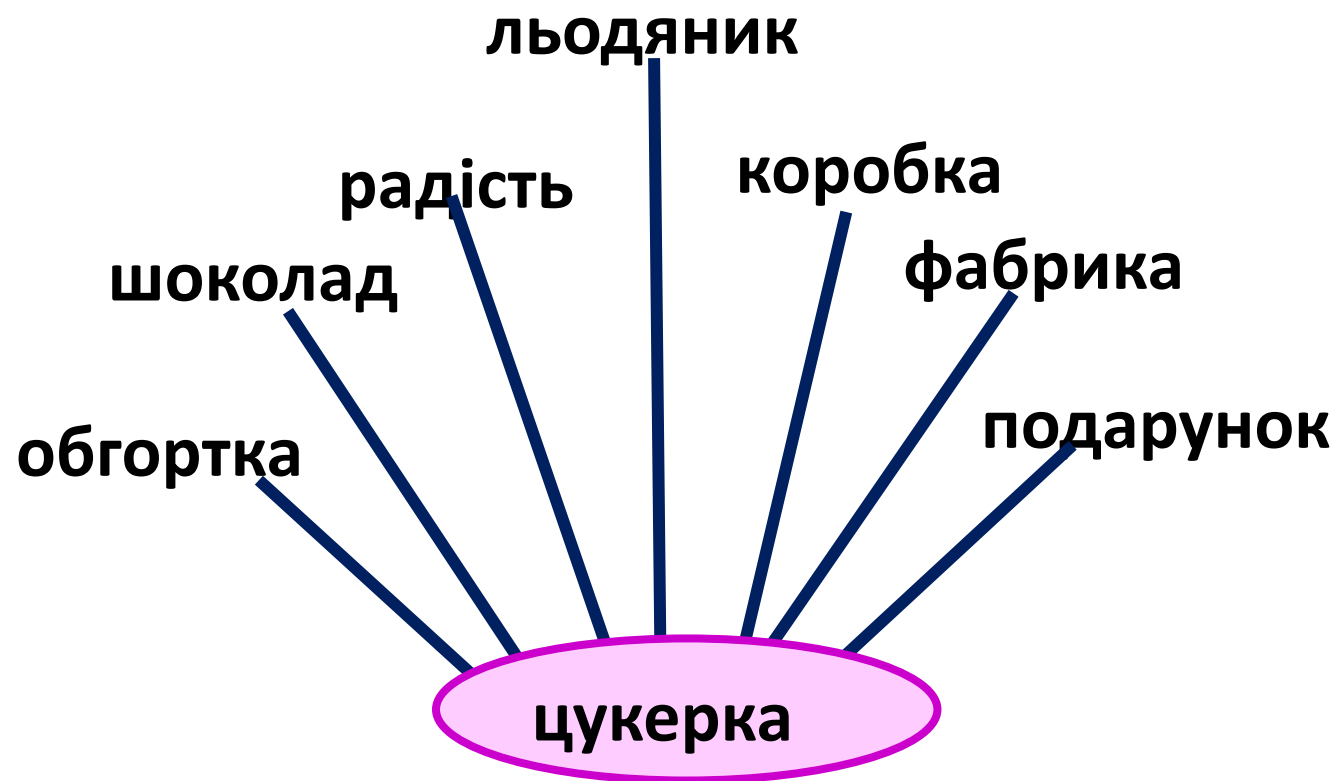 льодяник
коробка
радість
фабрика
шоколад
подарунок
обгортка
цукерка